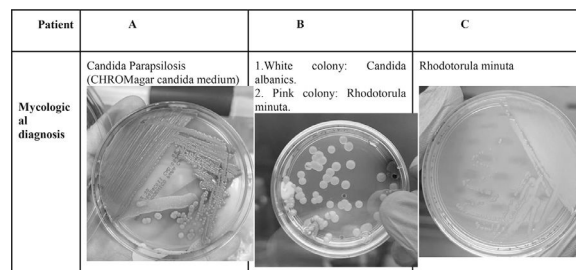 Patient
A
B
C
Mycologic
al
diagnosis
Candida Parapsilosis
(CHROMagar candida medium)
1.White colony: Candida
albanics.
2. Pink colony: Rhodotorula
minuta.
Rhodotorula minuta